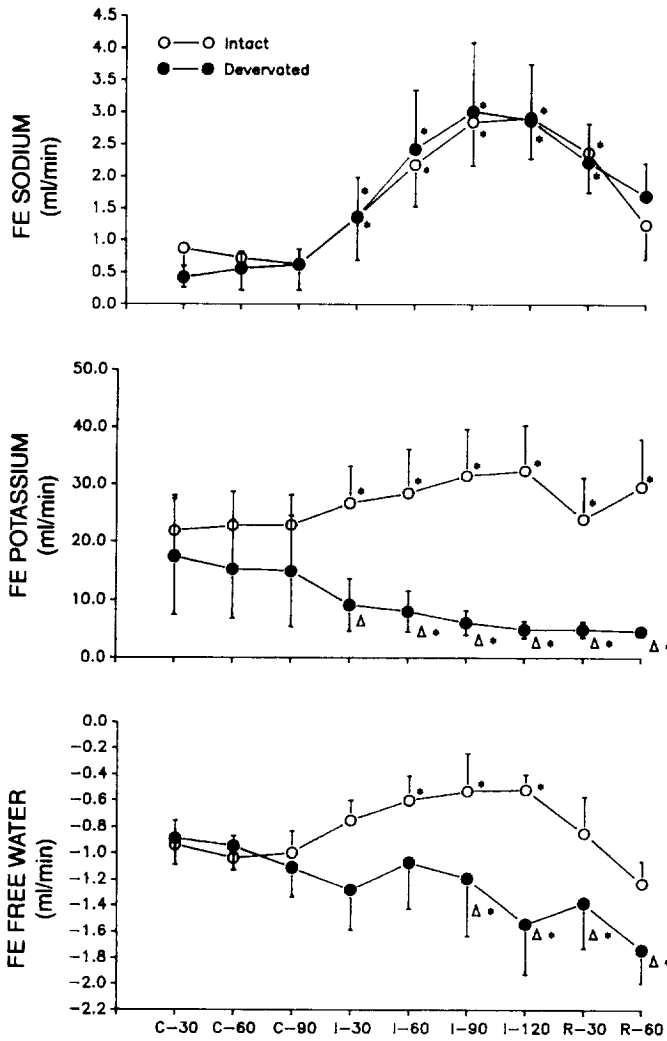 4.5
4.0
3.5
3.0
2.5
2.0
1.5
1.0
0.5
0.0
FE SODIUM
(ml/min)
Intact
Devervated
* * * * * * * * * *
50.0
40.0
30.0
20.0
10.0
0.0
FE POTASSIUM
(ml/min)
* * * * * *
Δ Δ * Δ * Δ * Δ * Δ *
0.0
-0.2
-0.4
-0.6
-0.8
-1.0
-1.2
-1.4
-1.6
-1.8
-2.0
-2.2
FE FREE WATER
(ml/min)
* * *
Δ * Δ * Δ * Δ *
C-30 C-60 C-90 I-30 I-60 I-90 I-120 R-30 R-60